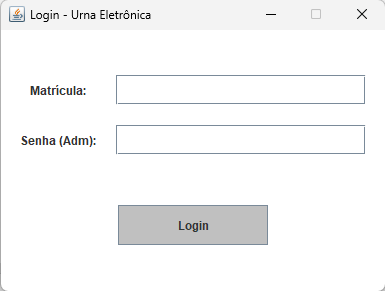 Login - Urna Eletrônica
Matrícula:
Senha (Adm):
Login